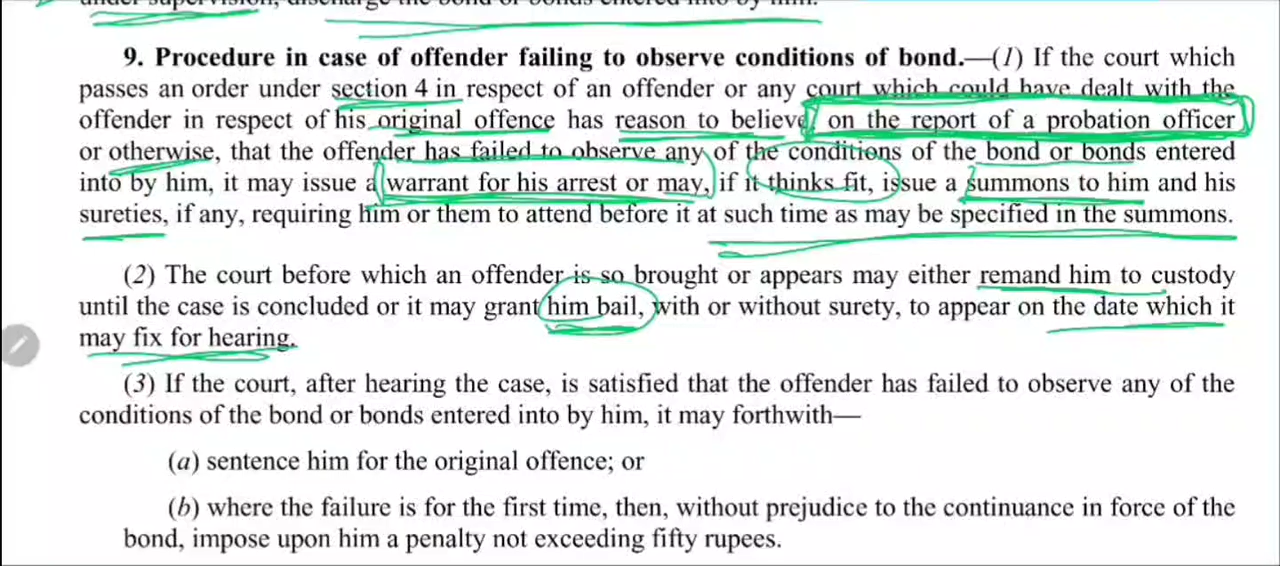 under supervision, discharge the bond or bonds entered into by him.
9. Procedure in case of offender failing to observe conditions of bond.—(1) If the court which
passes an order under section 4 in respect of an offender or any court which could have dealt with the
offender in respect of his original offence has reason to believe, on the report of a probation officer
or otherwise, that the offender has failed to observe any of the conditions of the bond or bonds entered
into by him, it may issue a warrant for his arrest or may, if it thinks fit, issue a summons to him and his
sureties, if any, requiring him or them to attend before it at such time as may be specified in the summons.
(2) The court before which an offender is so brought or appears may either remand him to custody
until the case is concluded or it may grant him bail, with or without surety, to appear on the date which it
may fix for hearing.
(3) If the court, after hearing the case, is satisfied that the offender has failed to observe any of the
conditions of the bond or bonds entered into by him, it may forthwith—
(a) sentence him for the original offence; or
(b) where the failure is for the first time, then, without prejudice to the continuance in force of the
bond, impose upon him a penalty not exceeding fifty rupees.